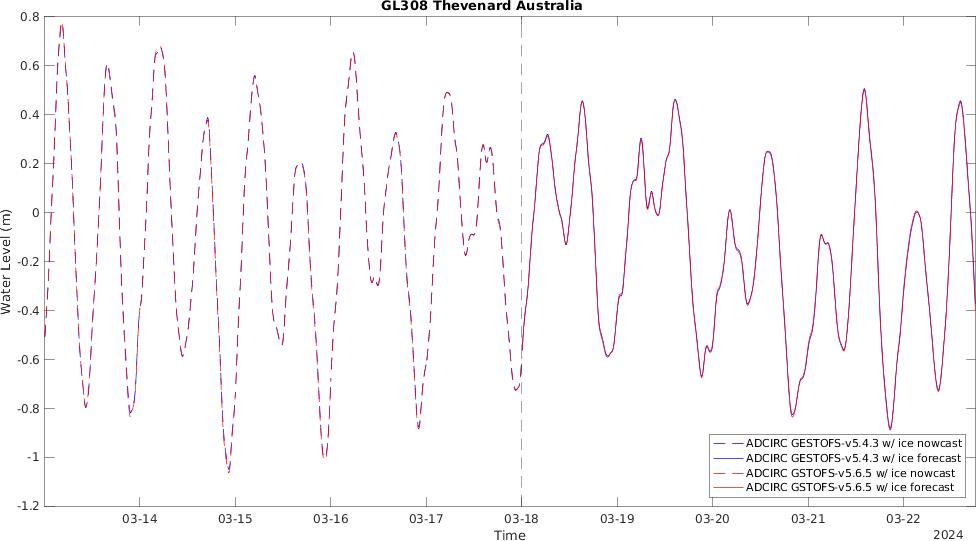 GL308 Thevenard Australia
0.8
0.6
0.4
0.2
0
-0.2
-0.4
-0.6
-0.8
-1
-1.2
Water Level (m)
ADCIRC GESTOFS-v5.4.3 w/ ice nowcast
ADCIRC GESTOFS-v5.4.3 w/ ice forecast
ADCIRC GSTOFS-v5.6.5 w/ ice nowcast
ADCIRC GSTOFS-v5.6.5 w/ ice forecast
03-14 03-15 03-16 03-17 03-18 03-19 03-20 03-21 03-22
Time
2024